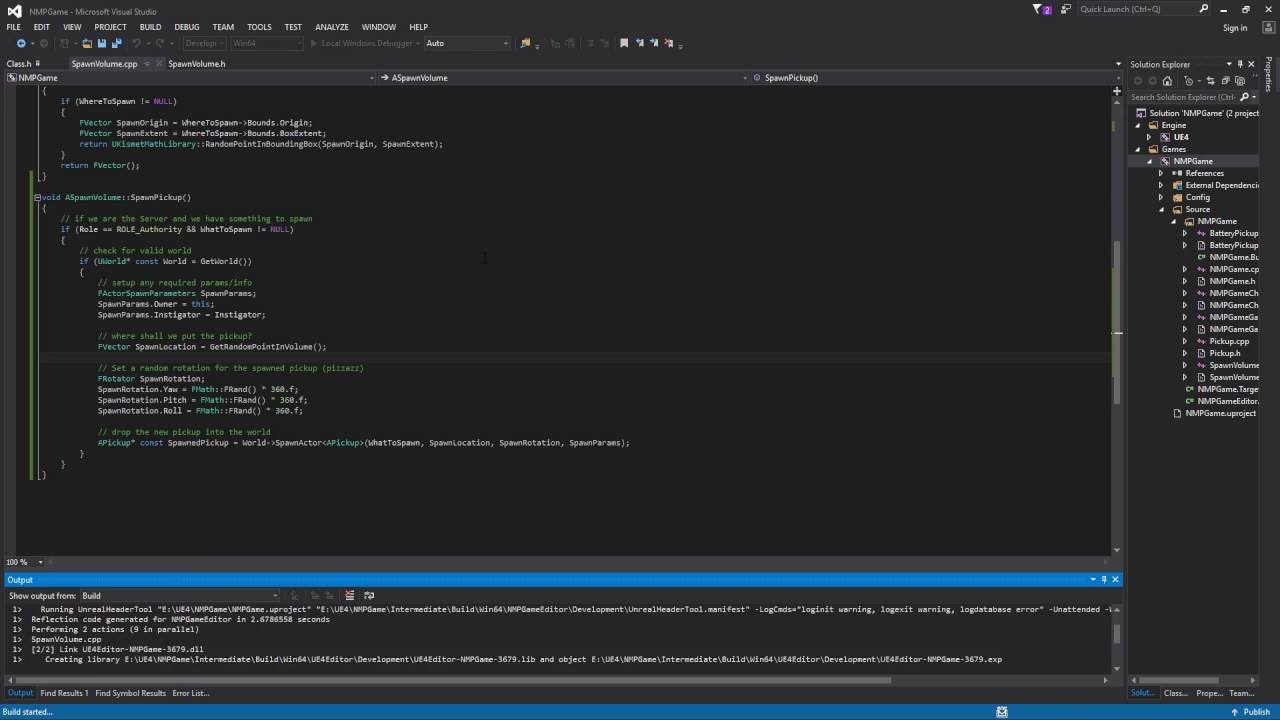 NMPGame - Microsoft Visual Studio
2
Quick Launch (Ctrl+Q)
FILE EDIT VIEW PROJECT BUILD DEBUG TEAM TOOLS TEST ANALYZE WINDOW HELP
Sign in
Develop Win64 Local Windows Debugger Auto
Class.h SpawnVolume.cpp SpawnVolume.h
NMPGame ASpawnVolume SpawnPickup()
{
if (WhereToSpawn != NULL)
{
FVector SpawnOrigin = WhereToSpawn->Bounds.Origin;
FVector SpawnExtent = WhereToSpawn->Bounds.BoxExtent;
return UKismetMathLibrary::RandomPointInBoundingBox(SpawnOrigin, SpawnExtent);
}
return FVector();
}
void ASpawnVolume::SpawnPickup()
{
// if we are the Server and we have something to spawn
if (Role == ROLE_Authority && WhatToSpawn != NULL)
{
// check for valid world
if (UWorld* const World = GetWorld())
{
// setup any required params/info
FActorSpawnParameters SpawnParams;
SpawnParams.Owner = this;
SpawnParams.Instigator = Instigator;
// where shall we put the pickup?
FVector SpawnLocation = GetRandomPointInVolume();
// Set a random rotation for the spawned pickup (pizzazz)
FRotator SpawnRotation;
SpawnRotation.Yaw = FMath::FRand() * 360.f;
SpawnRotation.Pitch = FMath::FRand() * 360.f;
SpawnRotation.Roll = FMath::FRand() * 360.f;
// drop the new pickup into the world
APickup* const SpawnedPickup = World->SpawnActor<APickup>(WhatToSpawn, SpawnLocation, SpawnRotation, SpawnParams);
}
}
}
100 %
Output
Show output from: Build
1> Running UnrealHeaderTool "E:\UE4\NMPGame\NMPGame.uproject" "E:\UE4\NMPGame\Intermediate\Build\Win64\NMPGameEditor\Development\UnrealHeaderTool.manifest" -LogCmds="loginit warning, logexit warning, logdatabase error" -Unattended -
1> Reflection code generated for NMPGameEditor in 2.6786558 seconds
1> Performing 2 actions (9 in parallel)
1> SpawnVolume.cpp
1> [2/2] Link UE4Editor-NMPGame-3679.dll
1> Creating library E:\UE4\NMPGame\Intermediate\Build\Win64\UE4Editor\Development\UE4Editor-NMPGame-3679.lib and object E:\UE4\NMPGame\Intermediate\Build\Win64\UE4Editor\Development\UE4Editor-NMPGame-3679.exp
Output Find Results 1 Find Symbol Results Error List...
Build started...
Solution Explorer
Search Solution Explorer (Ctrl+
Solution 'NMPGame' (2 project
Engine
UE4
Games
NMPGame
References
External Dependenci
Config
Source
NMPGame
BatteryPickup
BatteryPickup
NMPGame.Bu
NMPGame.cp
NMPGame.h
NMPGameCh
NMPGameCh
NMPGameGa
NMPGameGa
Pickup.cpp
Pickup.h
SpawnVolume
SpawnVolume
NMPGame.Targe
NMPGameEditor.
NMPGame.uproject
Solut... Class... Prope... Team...
Publish
Properties